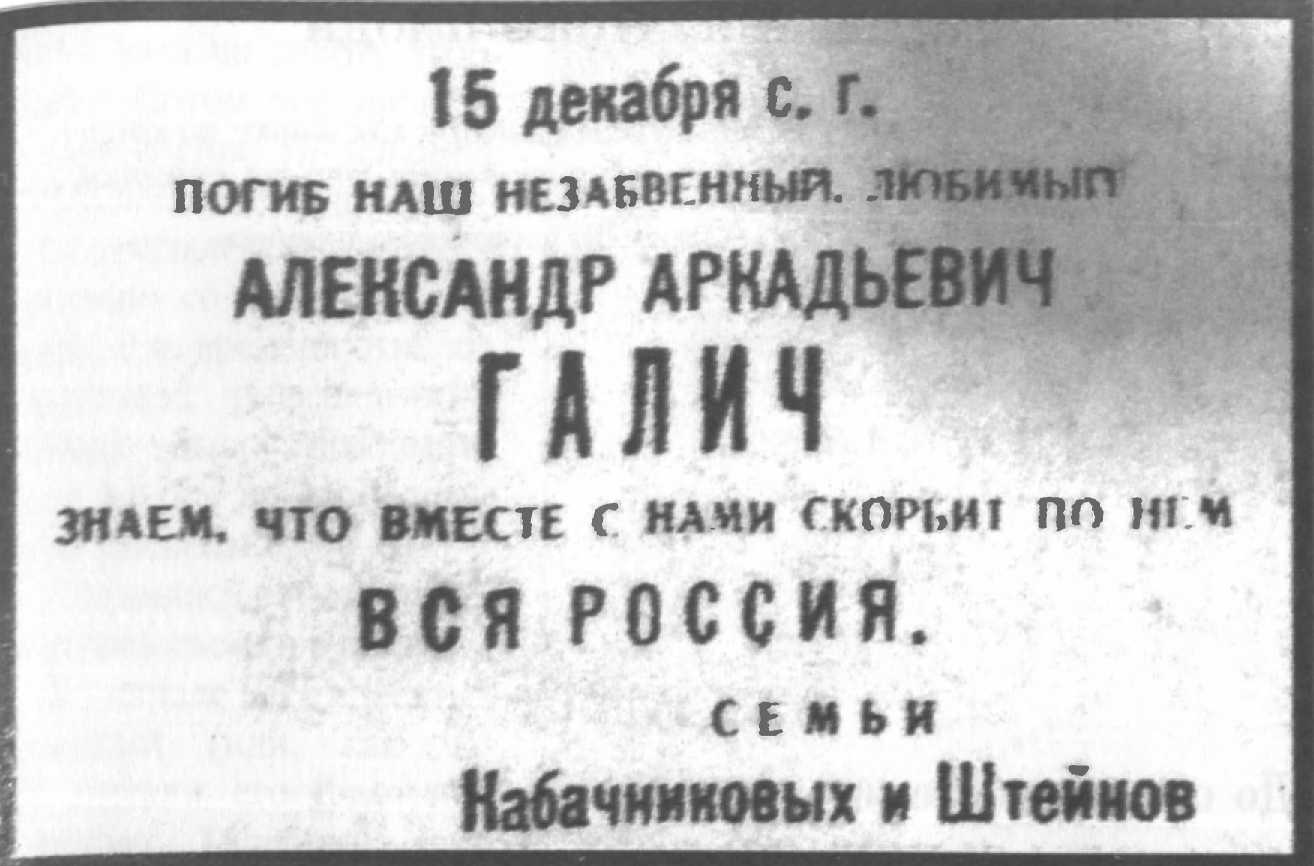 15 декабря с. г.
ПОГИБ НАШ НЕЗАБВЕННЫЙ. ЛЮБИМЫЙ
АЛЕКСАНДР АРКАДЬЕВИЧ
ГАЛИЧ
ЗНАЕМ, ЧТО ВМЕСТЕ С НАМИ СКОРБИТ ПО НЕМ
ВСЯ РОССИЯ.
СЕМЬИ
Кабачниковых и Штейнов